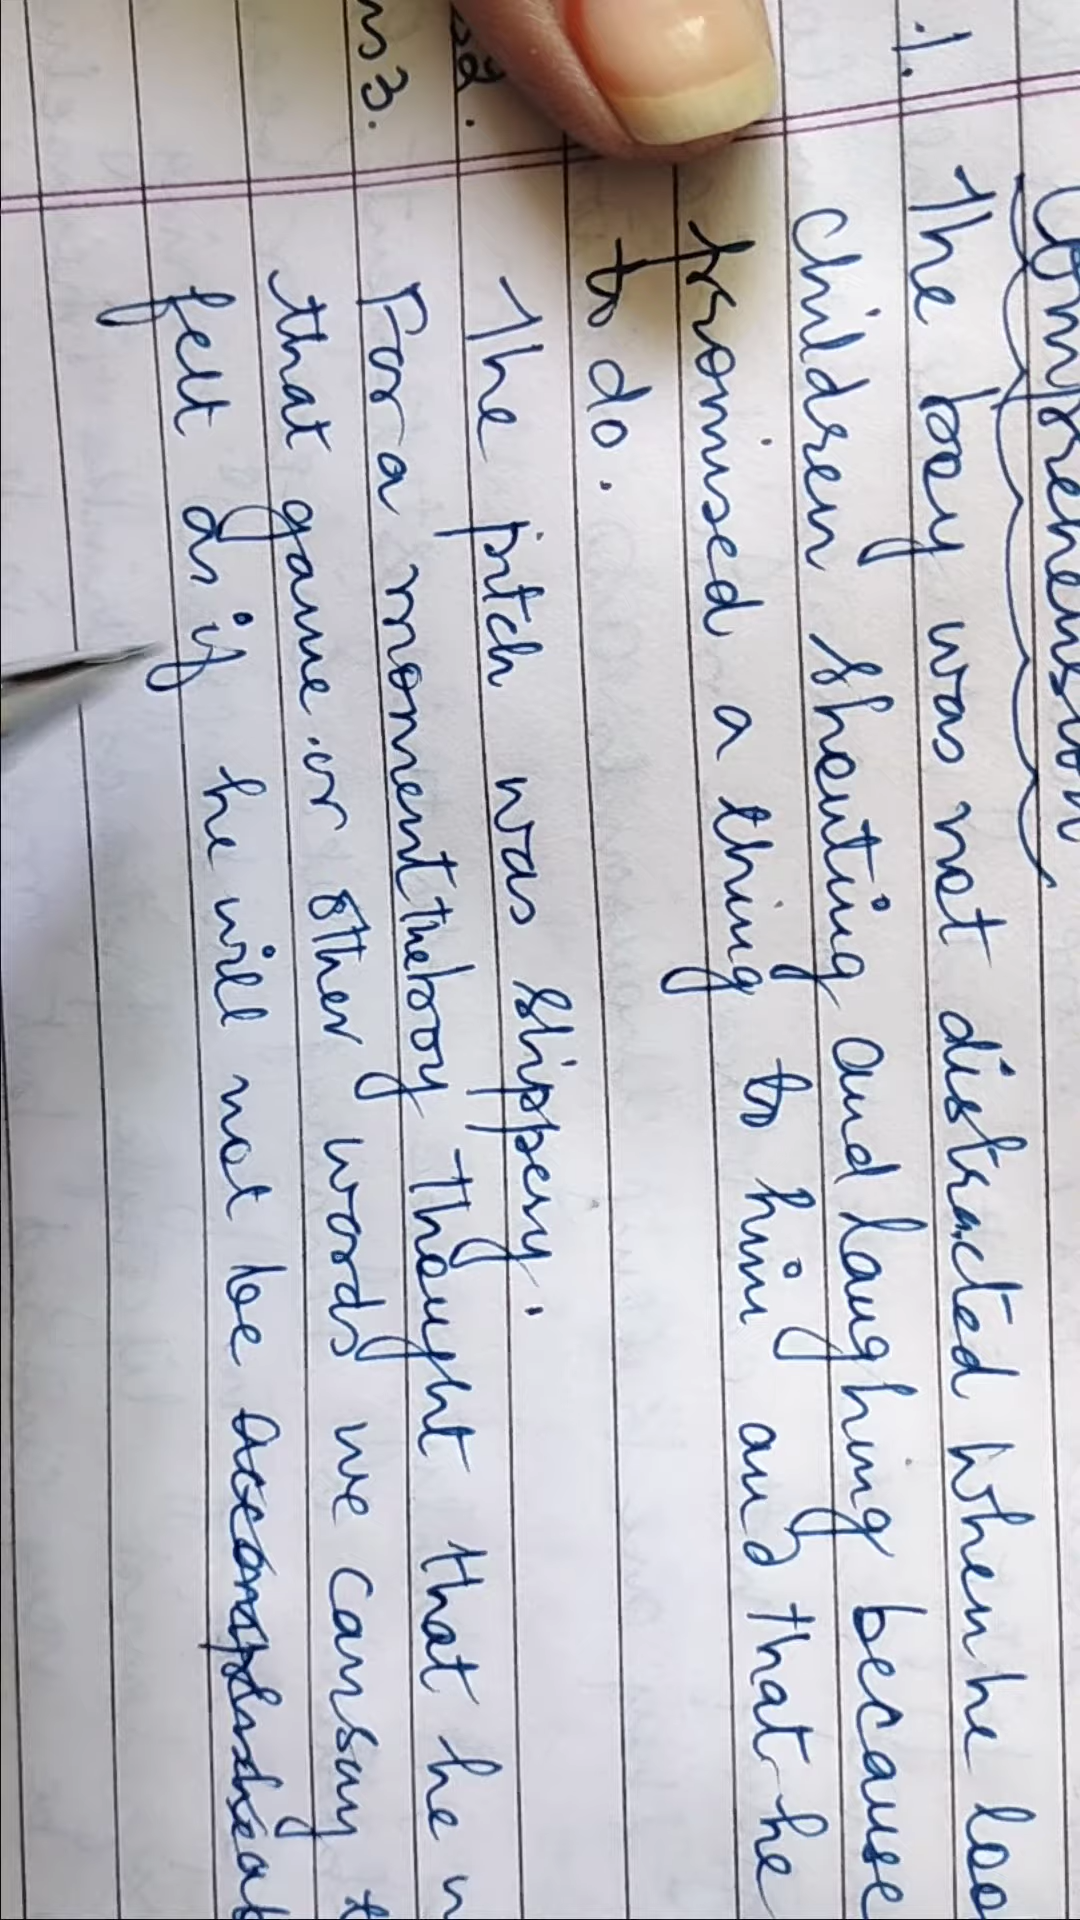 Comprehension
1. The boy was not distracted when he loo
children shouting and laughing because
promised a thing to him and that he
to do.
2. The pitch was slippery.
ns 3. For a moment the boy thought that he w
that game or other words we can say t
felt as if he will not be